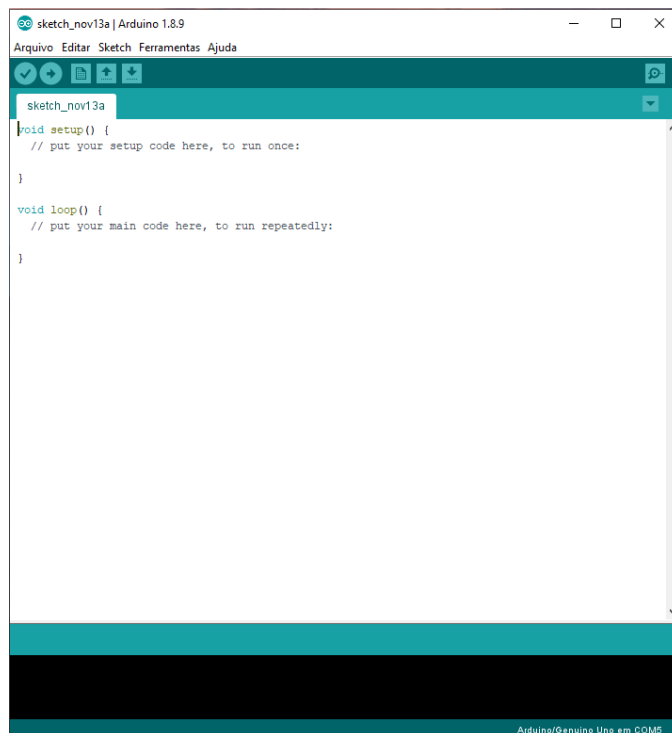 sketch_nov13a | Arduino 1.8.9
Arquivo Editar Sketch Ferramentas Ajuda
sketch_nov13a
void setup() {
// put your setup code here, to run once:
}
void loop() {
// put your main code here, to run repeatedly:
}
Arduino/Genuino Uno em COM5